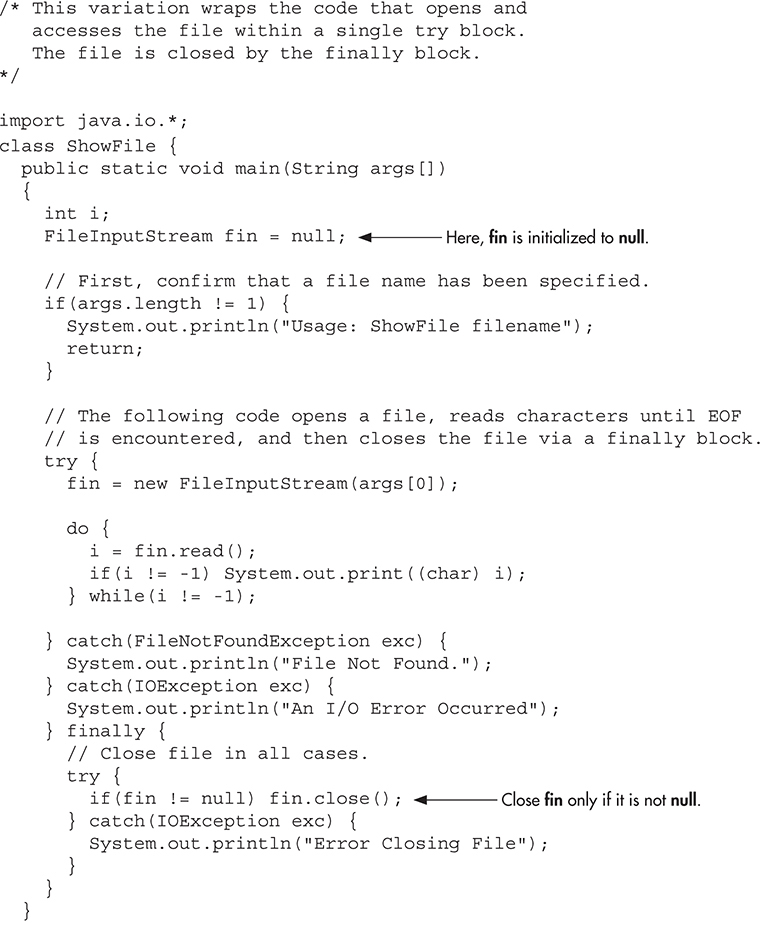 /* This variation wraps the code that opens and
   accesses the file within a single try block.
   The file is closed by the finally block.
*/

import java.io.*;
class ShowFile {
  public static void main(String args[])
  {
    int i;
    FileInputStream fin = null; Here, fin is initialized to null.

    // First, confirm that a file name has been specified.
    if(args.length != 1) {
      System.out.println("Usage: ShowFile filename");
      return;
    }

    // The following code opens a file, reads characters until EOF
    // is encountered, and then closes the file via a finally block.
    try {
      fin = new FileInputStream(args[0]);

      do {
        i = fin.read();
        if(i != -1) System.out.print((char) i);
      } while(i != -1);

    } catch(FileNotFoundException exc) {
      System.out.println("File Not Found.");
    } catch(IOException exc) {
      System.out.println("An I/O Error Occurred");
    } finally {
      // Close file in all cases.
      try {
        if(fin != null) fin.close(); Close fin only if it is not null.
      } catch(IOException exc) {
        System.out.println("Error Closing File");
      }
    }
  }